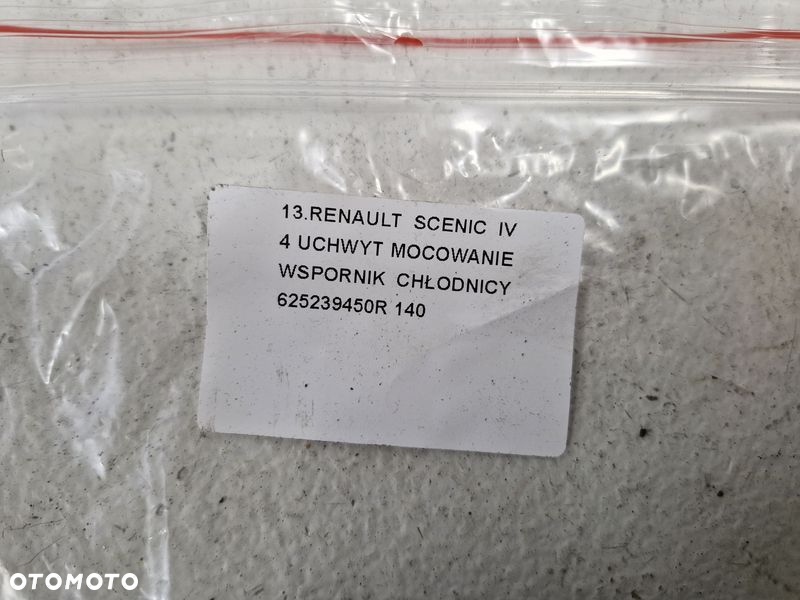 13.RENAULT SCENIC IV
4 UCHWYT MOCOWANIE
WSPORNIK CHŁODNICY
625239450R 140
OTOMOTO